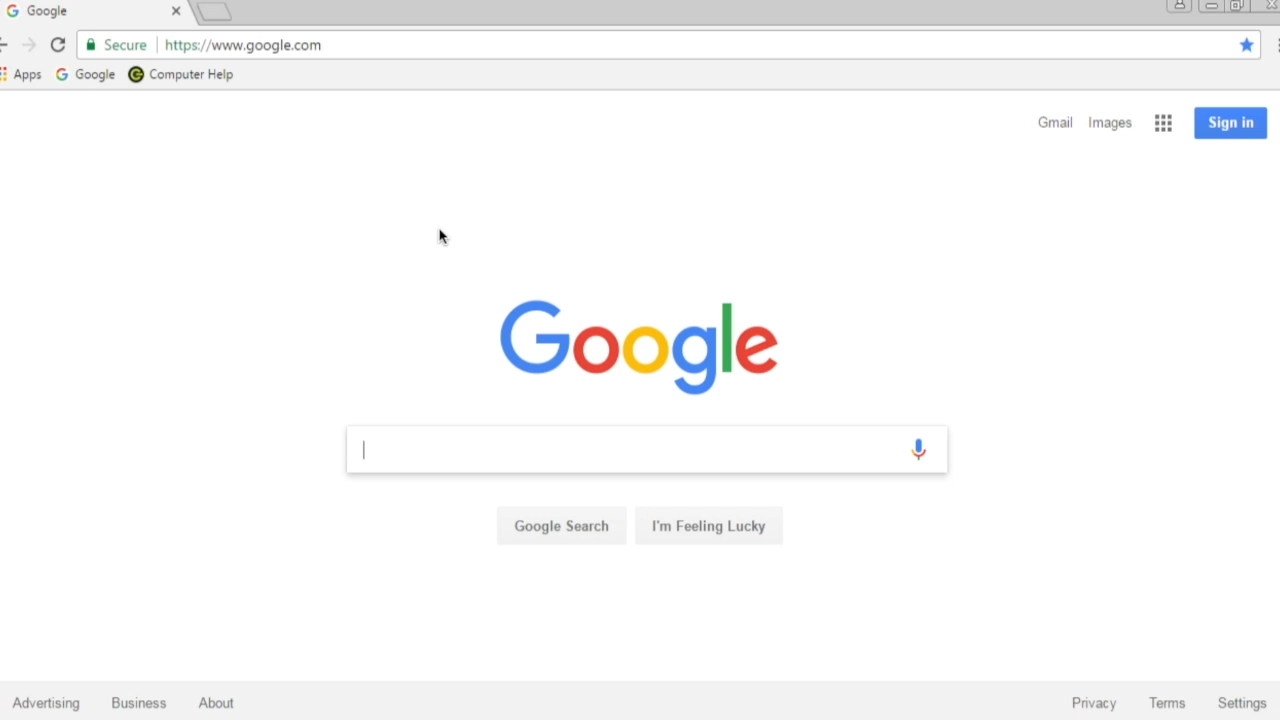 Google
Secure https://www.google.com
Apps Google Computer Help
Gmail Images Sign in
Google
Google Search I'm Feeling Lucky
Advertising Business About Privacy Terms Settings